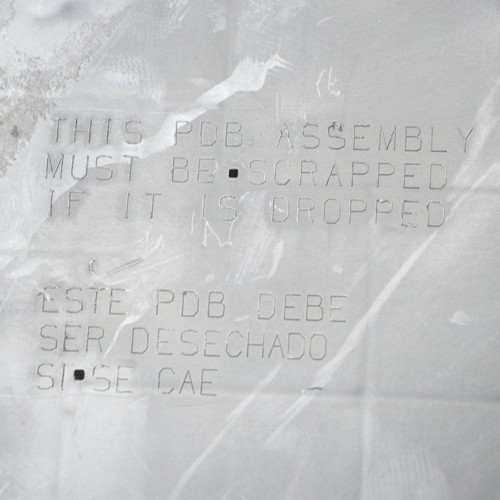 THIS PDB ASSEMBLY
MUST BE SCRAPPED
IF IT IS DROPPED
ESTE PDB DEBE
SER DESECHADO
SI SE CAE